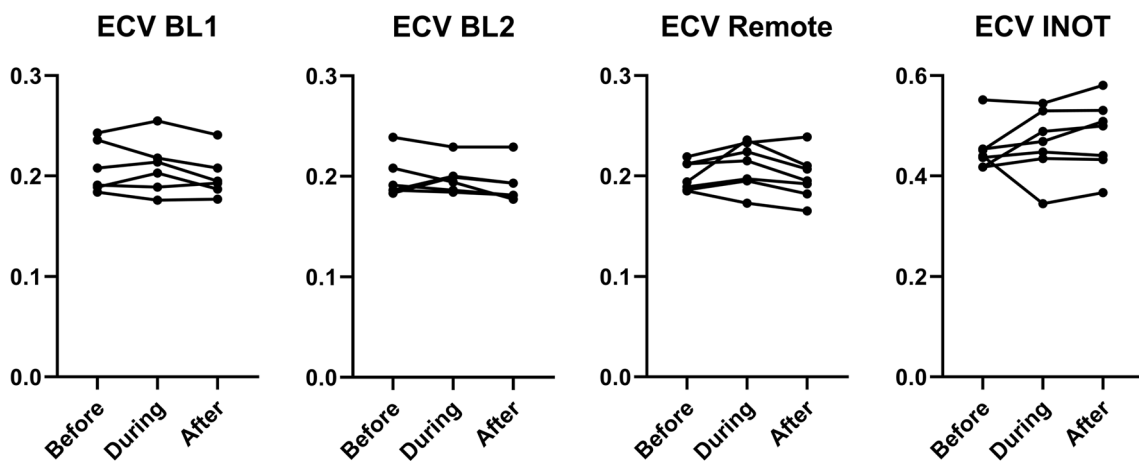 ECV BL1
0.3
0.2
0.1
0.0
Before
During
After
ECV BL2
0.3
0.2
0.1
0.0
Before
During
After
ECV Remote
0.3
0.2
0.1
0.0
Before
During
After
ECV INOT
0.6
0.4
0.2
0.0
Before
During
After